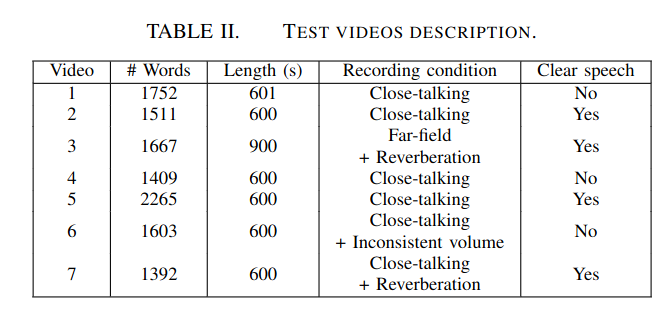 TABLE II. TEST VIDEOS DESCRIPTION.
Video # Words Length (s) Recording condition Clear speech
1 1752 601 Close-talking No
2 1511 600 Close-talking Yes
3 1667 900 Far-field + Reverberation Yes
4 1409 600 Close-talking No
5 2265 600 Close-talking Yes
6 1603 600 Close-talking + Inconsistent volume No
7 1392 600 Close-talking + Reverberation Yes